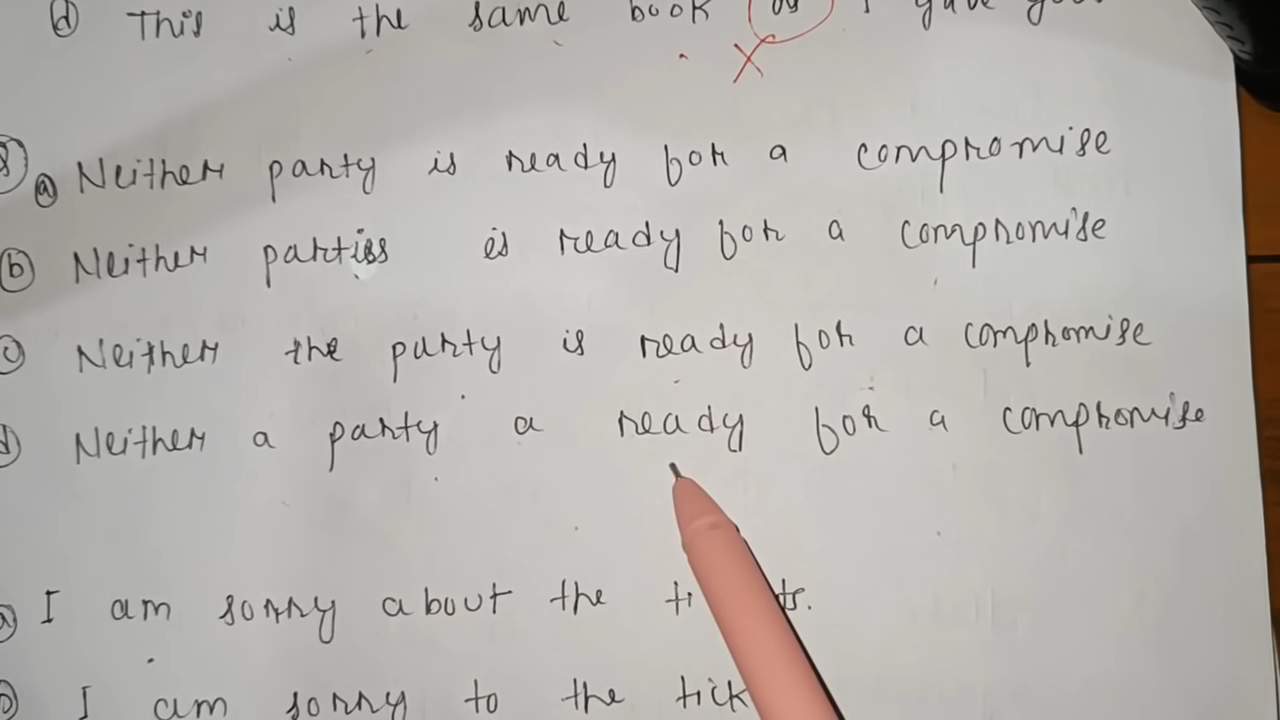 (d) This is the same book as I gave you
8) (a) Neither party is ready for a compromise
(b) Neither parties is ready for a compromise
(c) Neither the party is ready for a compromise
(d) Neither a party a ready for a compromise
(a) I am sorry about the
(b) I am sorry to the